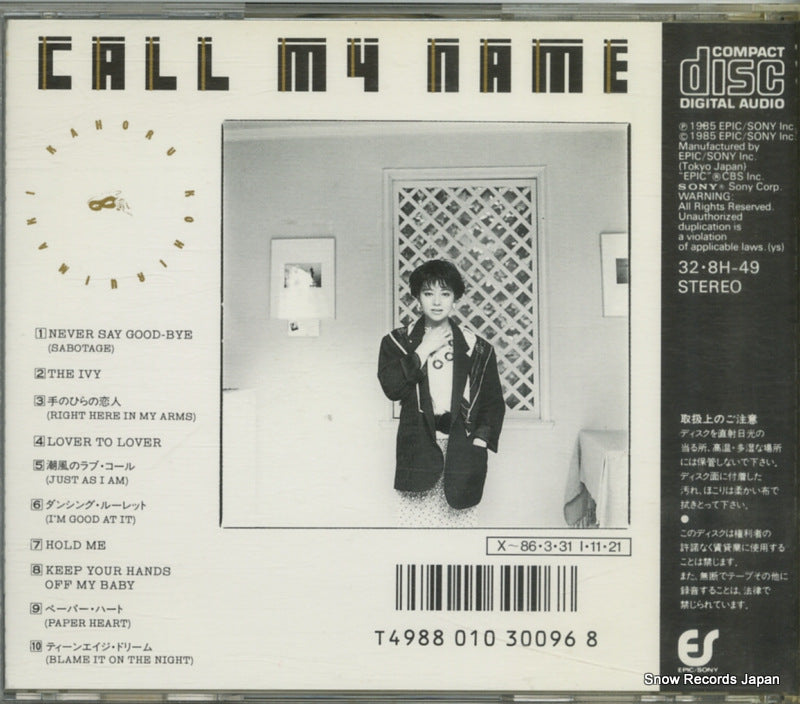 CALL MY NAME
KAHORU KOHIRUIMAKI
8
1 NEVER SAY GOOD-BYE
(SABOTAGE)
2 THE IVY
3 手のひらの恋人
(RIGHT HERE IN MY ARMS)
4 LOVER TO LOVER
5 潮風のラブ・コール
(JUST AS I AM)
6 ダンシング・ルーレット
(I'M GOOD AT IT)
7 HOLD ME
8 KEEP YOUR HANDS
OFF MY BABY
9 ペーパー・ハート
(PAPER HEART)
10 ティーンエイジ・ドリーム
(BLAME IT ON THE NIGHT)
X~86・3・31 I・11・21
T4988 010 30096 8
COMPACT
disc
DIGITAL AUDIO
Ⓟ 1985 EPIC/SONY Inc.
© 1985 EPIC/SONY Inc.
Manufactured by
EPIC/SONY Inc.
(Tokyo Japan)
"EPIC"® CBS Inc.
SONY® Sony Corp.
WARNING:
All Rights Reserved.
Unauthorized
duplication is
a violation
of applicable laws. (ys)
32・8H-49
STEREO
取扱上のご注意
ディスクを直射日光の
当る所、高温・多湿な場所
には保管しないで下さい。
ディスク面に付着した
汚れ、ほこりは柔かい布で
拭きとって下さい。
●
このディスクは権利者の
許諾なく賃貸業に使用する
ことは禁じます。
また、無断でテープその他に
録音することは、法律で
禁じられています。
ES
EPIC/SONY
Snow Records Japan